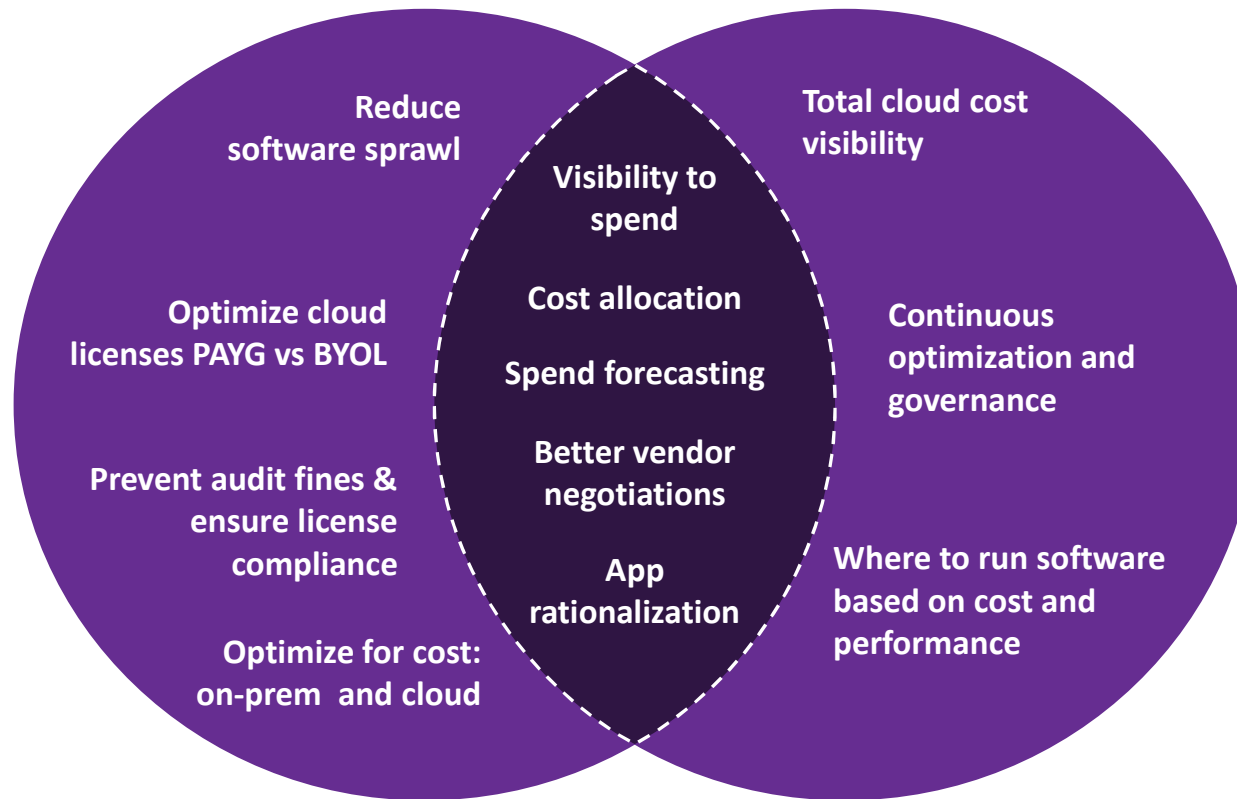 Reduce
software sprawl
Optimize cloud
licenses PAYG vs BYOL
Prevent audit fines &
ensure license
compliance
Optimize for cost:
on-prem  and cloud
Visibility to
spend
Cost allocation
Spend forecasting
Better vendor
negotiations
App
rationalization
Total cloud cost
visibility
Continuous
optimization and
governance
Where to run software
based on cost and
performance